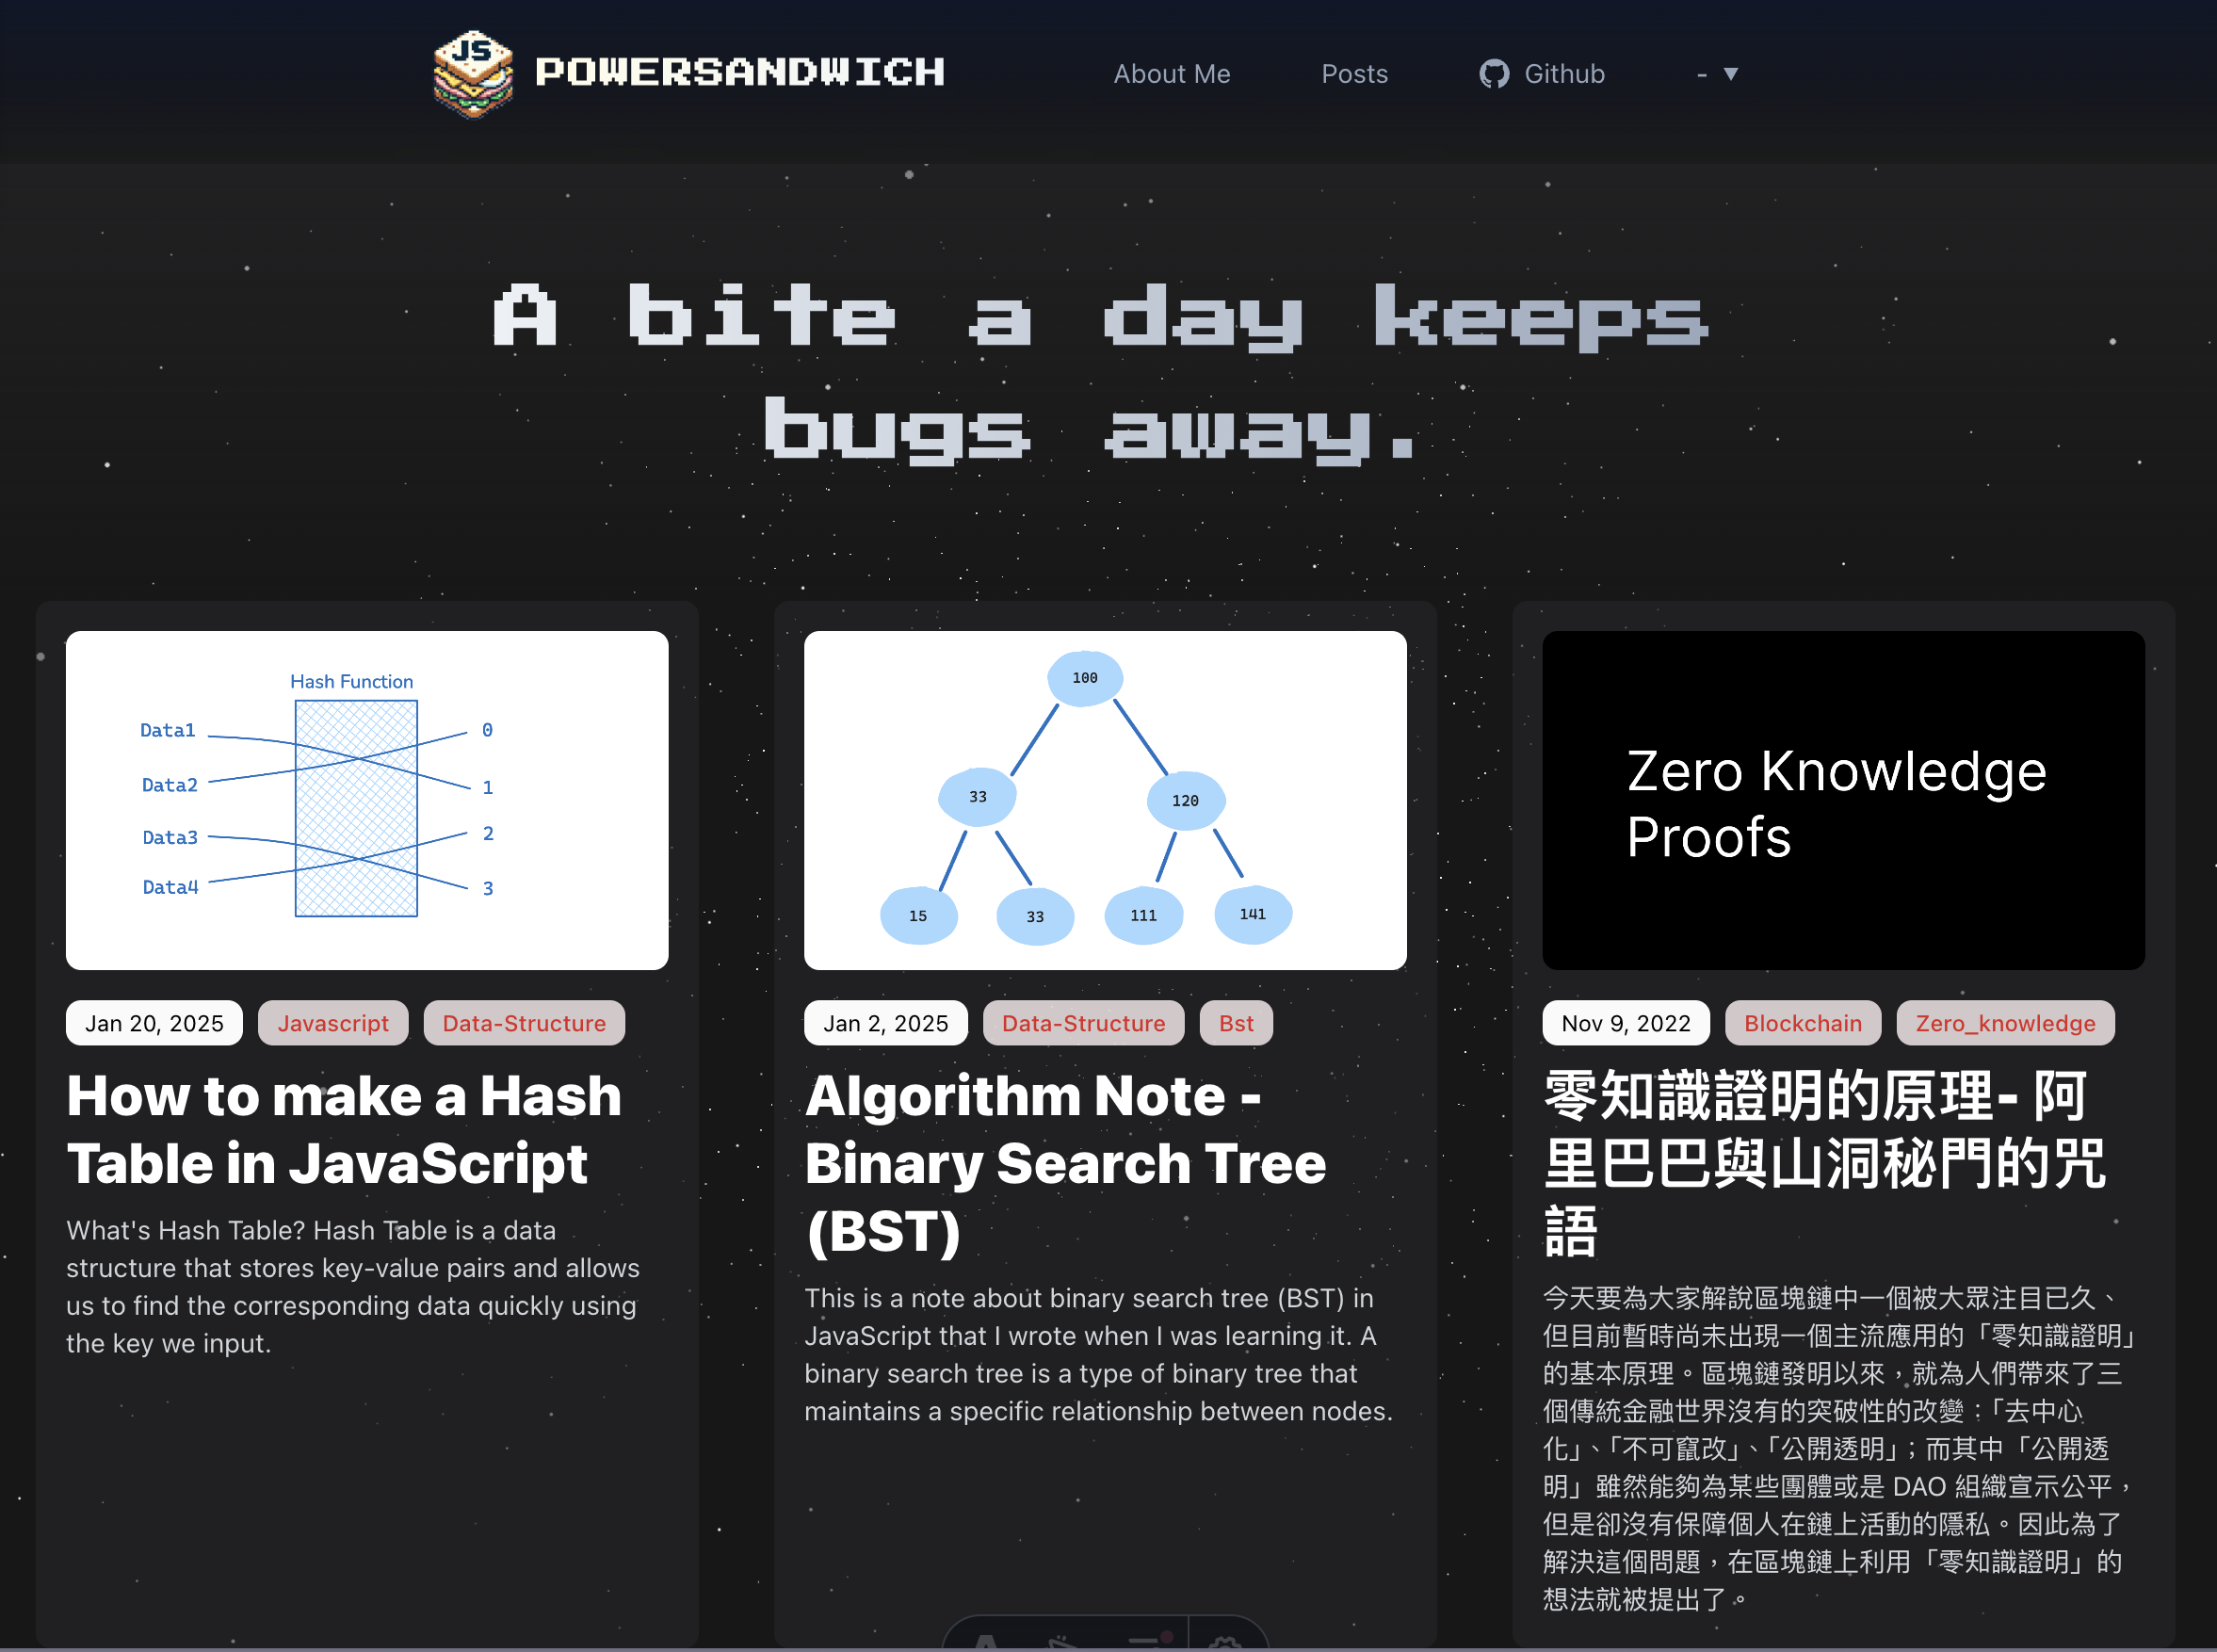 JS
POWERSANDWICH
About Me
Posts
Github
- ▼
A bite a day keeps
bugs away.
Hash Function
Data1
0
Data2
1
Data3
2
Data4
3
100
33
120
15
33
111
141
Zero Knowledge
Proofs
Jan 20, 2025
Javascript
Data-Structure
How to make a Hash
Table in JavaScript
What's Hash Table? Hash Table is a data
structure that stores key-value pairs and allows
us to find the corresponding data quickly using
the key we input.
Jan 2, 2025
Data-Structure
Bst
Algorithm Note -
Binary Search Tree
(BST)
This is a note about binary search tree (BST) in
JavaScript that I wrote when I was learning it. A
binary search tree is a type of binary tree that
maintains a specific relationship between nodes.
Nov 9, 2022
Blockchain
Zero_knowledge
零知識證明的原理- 阿
里巴巴與山洞秘門的咒
語
今天要為大家解說區塊鏈中一個被大眾注目已久、
但目前暫時尚未出現一個主流應用的「零知識證明」
的基本原理。區塊鏈發明以來，就為人們帶來了三
個傳統金融世界沒有的突破性的改變：「去中心
化」、「不可竄改」、「公開透明」；而其中「公開透
明」雖然能夠為某些團體或是 DAO 組織宣示公平，
但是卻沒有保障個人在鏈上活動的隱私。因此為了
解決這個問題，在區塊鏈上利用「零知識證明」的
想法就被提出了。